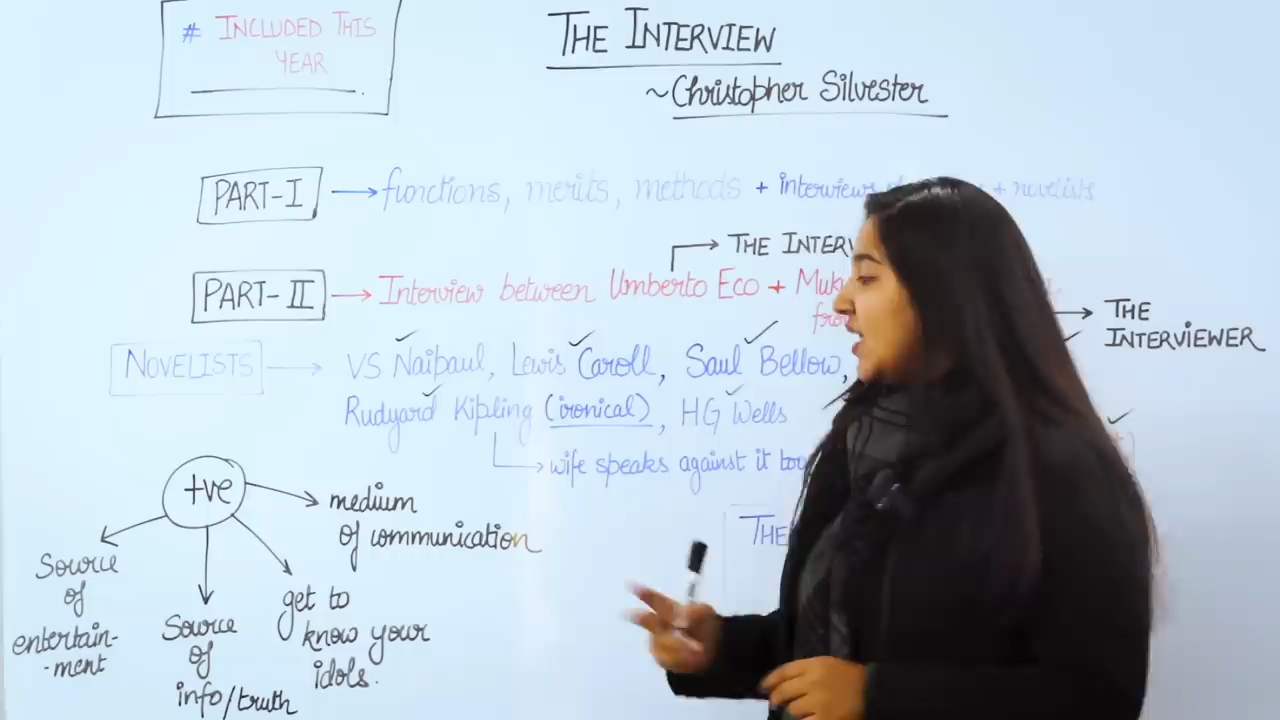 # INCLUDED THIS
YEAR
THE INTERVIEW
~Christopher Silvester
PART-I → functions, merits, methods + interviews + novelists
→ THE
PART-II → Interview between Umberto Eco +
→ THE
INTERVIEWER
NOVELISTS → VS Naipaul, Lewis Caroll, Saul Bellow,
Rudyard Kipling (ironical), HG Wells
→ wife speaks against it
+ve
medium
of communication
Source
of
entertain-
-ment
Source
of
info/truth
get to
know your
idols.
THE